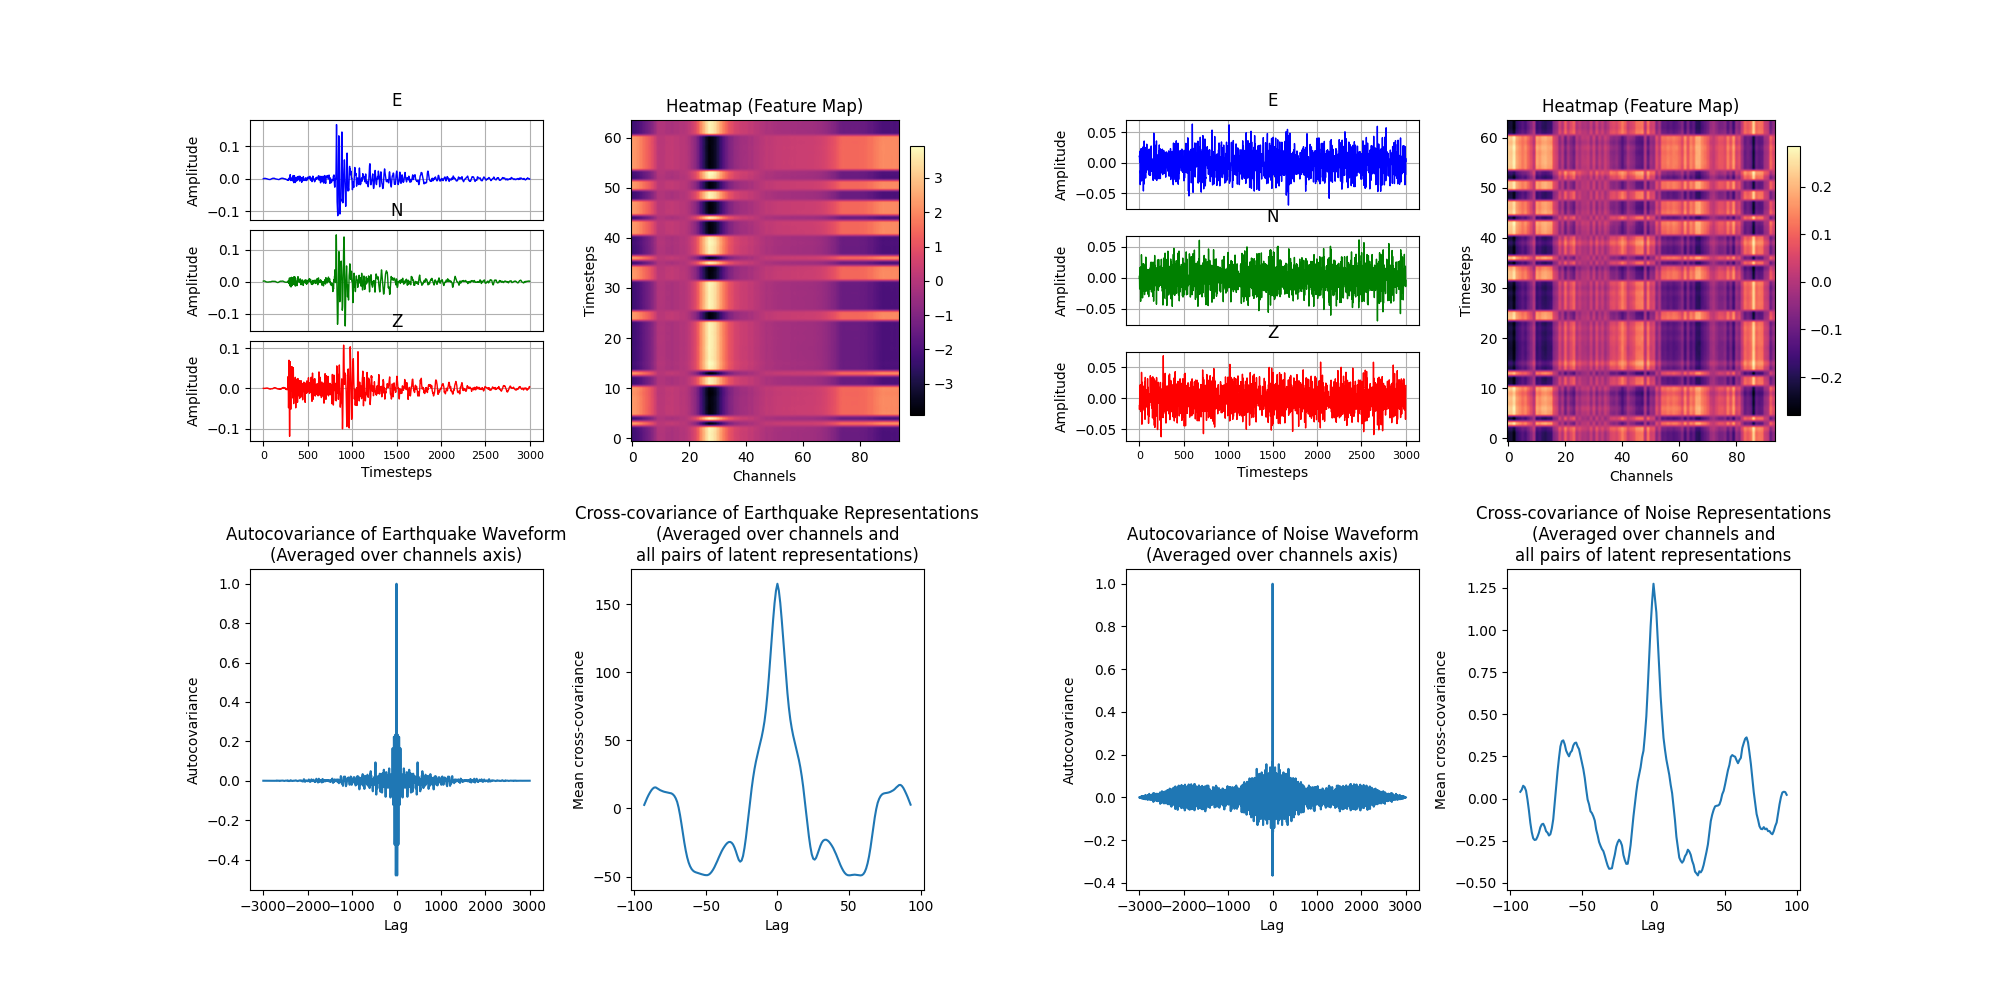 E
Amplitude
0.1
0.0
−0.1
N
Amplitude
0.1
0.0
−0.1
Z
Amplitude
0.1
0.0
−0.1
0 500 1000 1500 2000 2500 3000
Timesteps
Heatmap (Feature Map)
Timesteps
60
50
40
30
20
10
0
0 20 40 60 80
Channels
3
2
1
0
−1
−2
−3
E
Amplitude
0.05
0.00
−0.05
N
Amplitude
0.05
0.00
−0.05
Z
Amplitude
0.05
0.00
−0.05
0 500 1000 1500 2000 2500 3000
Timesteps
Heatmap (Feature Map)
Timesteps
60
50
40
30
20
10
0
0 20 40 60 80
Channels
0.2
0.1
0.0
−0.1
−0.2
Autocovariance of Earthquake Waveform
(Averaged over channels axis)
Autocovariance
1.0
0.8
0.6
0.4
0.2
0.0
−0.2
−0.4
−3000 −2000 −1000 0 1000 2000 3000
Lag
Cross-covariance of Earthquake Representations
(Averaged over channels and
all pairs of latent representations)
Mean cross-covariance
150
100
50
0
−50
−100 −50 0 50 100
Lag
Autocovariance of Noise Waveform
(Averaged over channels axis)
Autocovariance
1.0
0.8
0.6
0.4
0.2
0.0
−0.2
−0.4
−3000 −2000 −1000 0 1000 2000 3000
Lag
Cross-covariance of Noise Representations
(Averaged over channels and
all pairs of latent representations
Mean cross-covariance
1.25
1.00
0.75
0.50
0.25
0.00
−0.25
−0.50
−100 −50 0 50 100
Lag